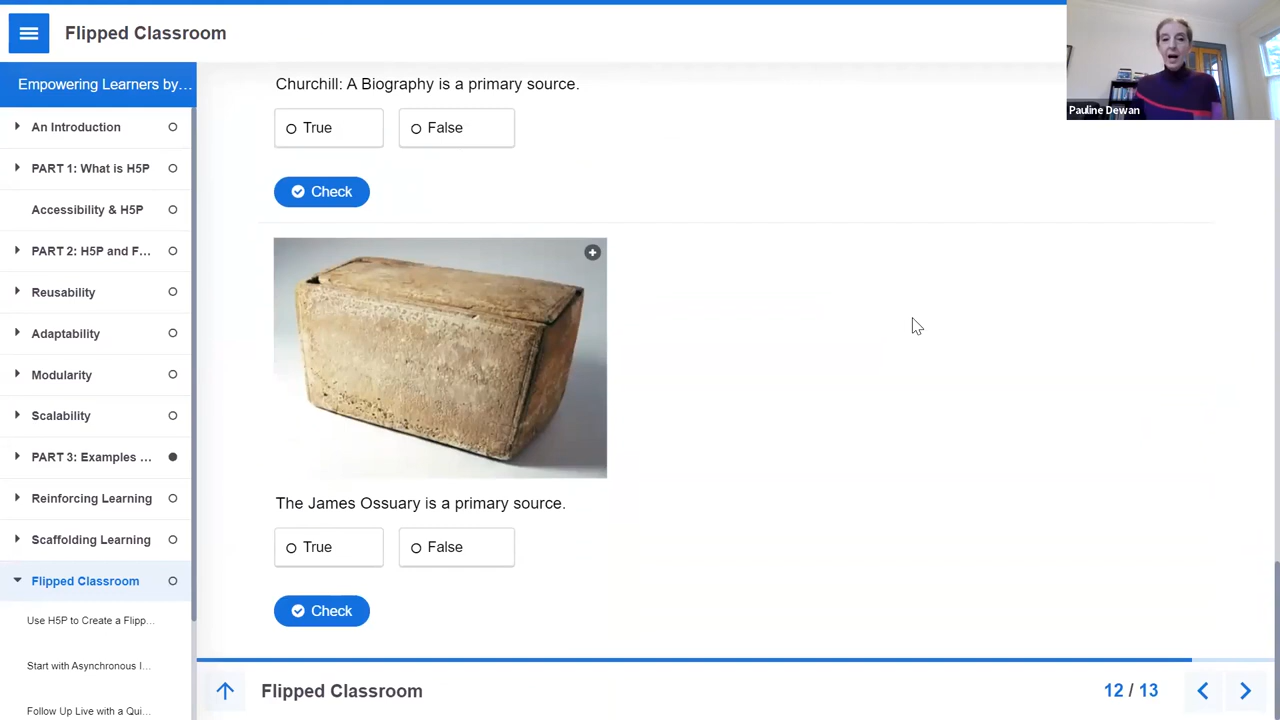 Flipped Classroom
Pauline Dewan
Empowering Learners by…
An Introduction
PART 1: What is H5P
Accessibility & H5P
PART 2: H5P and F...
Reusability
Adaptability
Modularity
Scalability
PART 3: Examples ...
Reinforcing Learning
Scaffolding Learning
Flipped Classroom
Use H5P to Create a Flipp...
Start with Asynchronous I...
Follow Up Live with a Qui...
Churchill: A Biography is a primary source.
True False
Check
The James Ossuary is a primary source.
True False
Check
Flipped Classroom 12 / 13